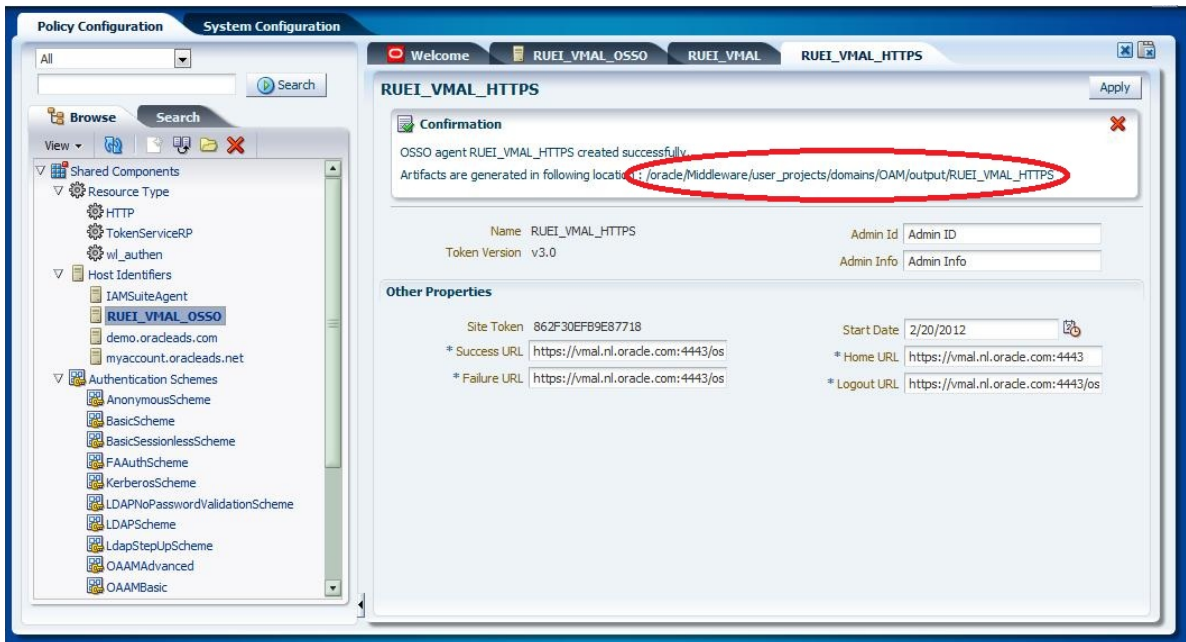 Policy Configuration System Configuration
All
Search
Browse Search
View
Shared Components
Resource Type
HTTP
TokenServiceRP
wl_authen
Host Identifiers
IAMSuiteAgent
RUEI_VMAL_OSSO
demo.oracleads.com
myaccount.oracleads.net
Authentication Schemes
AnonymousScheme
BasicScheme
BasicSessionlessScheme
FAAuthScheme
KerberosScheme
LDAPNoPasswordValidationScheme
LDAPScheme
LdapStepUpScheme
OAAMAdvanced
OAAMBasic
Welcome RUEI_VMAL_OSSO RUEI_VMAL RUEI_VMAL_HTTPS
RUEI_VMAL_HTTPS Apply
Confirmation
OSSO agent RUEI_VMAL_HTTPS created successfully.
Artifacts are generated in following location : /oracle/Middleware/user_projects/domains/OAM/output/RUEI_VMAL_HTTPS
Name RUEI_VMAL_HTTPS
Token Version v3.0
Admin Id Admin ID
Admin Info Admin Info
Other Properties
Site Token 862F30EFB9E87718
* Success URL https://vmal.nl.oracle.com:4443/os
* Failure URL https://vmal.nl.oracle.com:4443/os
Start Date 2/20/2012
* Home URL https://vmal.nl.oracle.com:4443
* Logout URL https://vmal.nl.oracle.com:4443/os